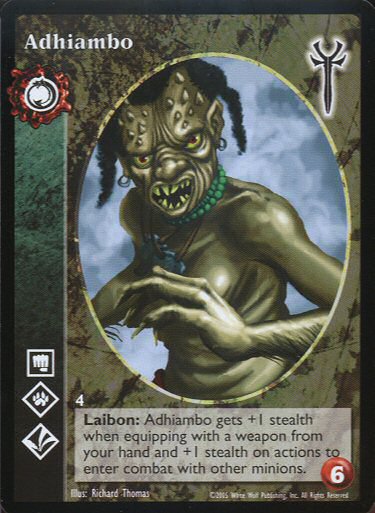 Adhiambo
4
Laibon: Adhiambo gets +1 stealth
when equipping with a weapon from
your hand and +1 stealth on actions to
enter combat with other minions.
6
Illus: Richard Thomas
©2005 White Wolf Publishing, Inc. All Rights Reserved.